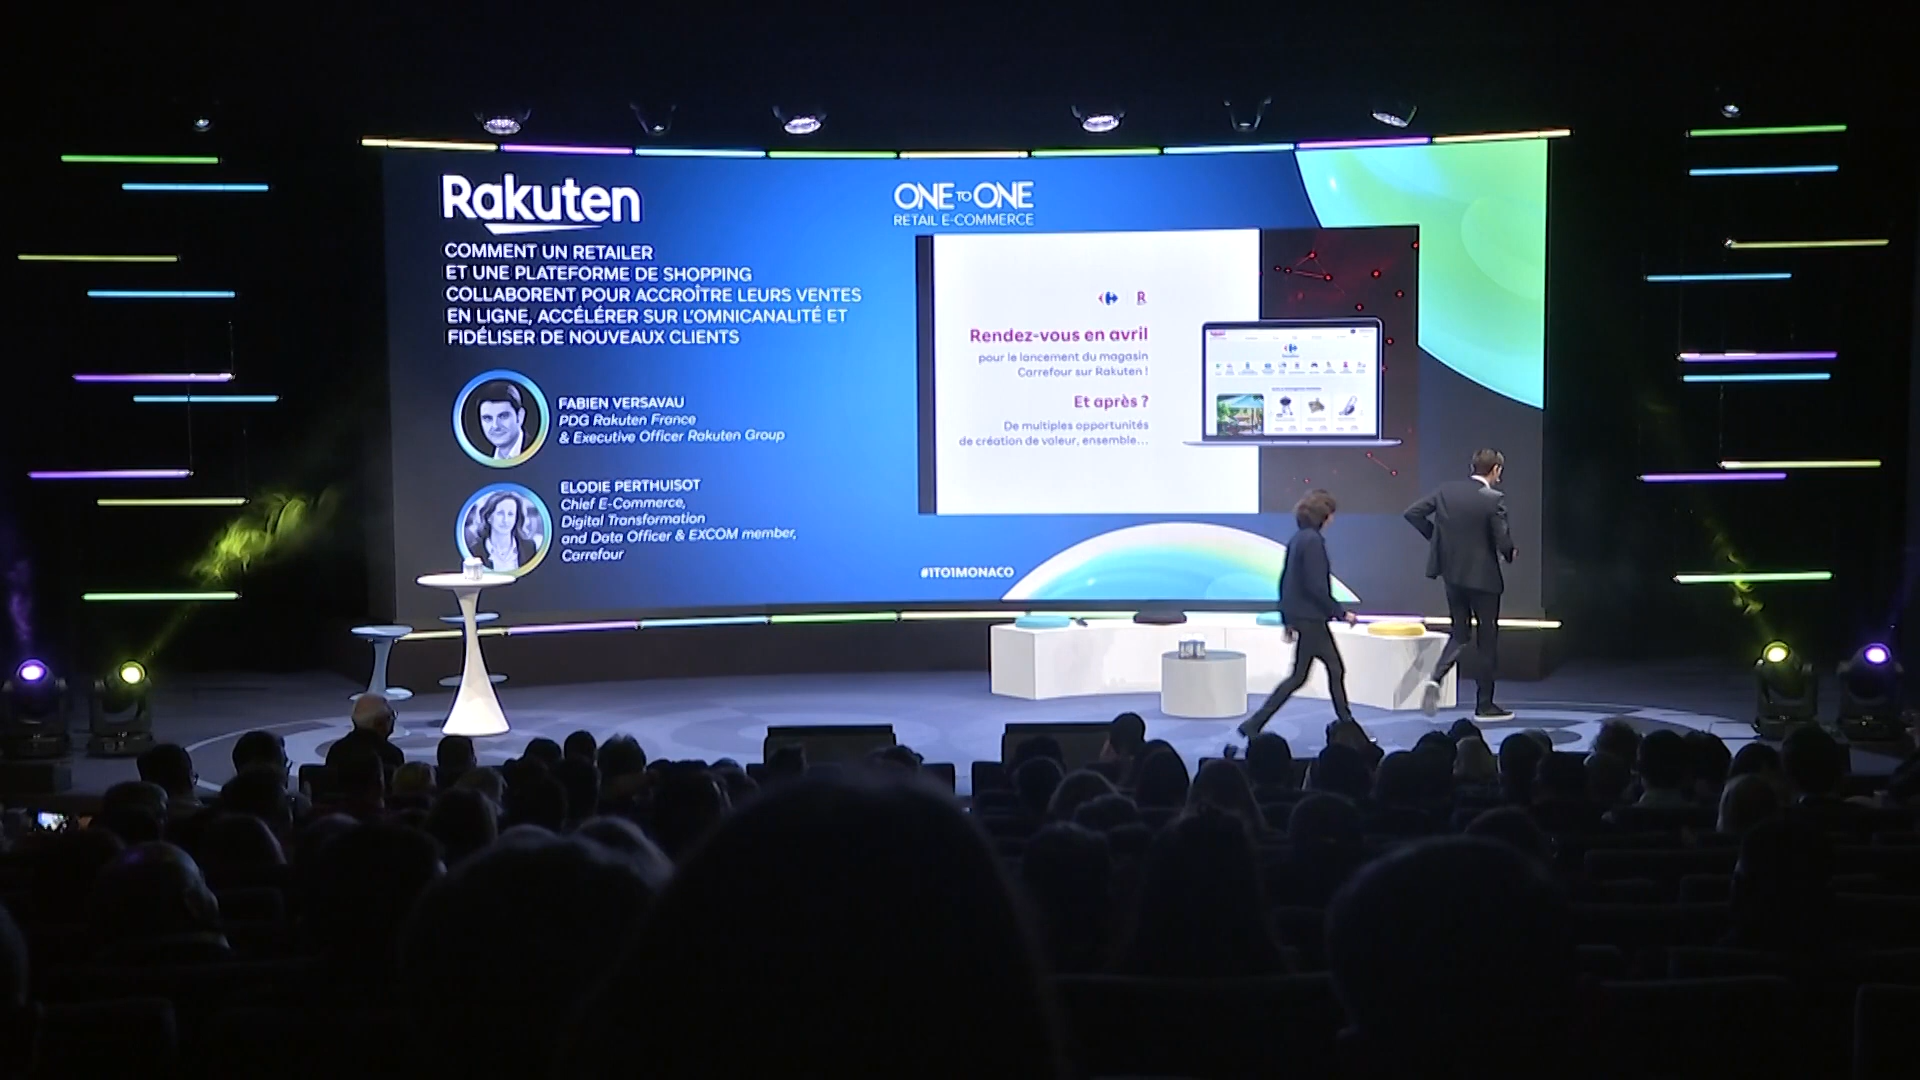 Rakuten
COMMENT UN RETAILER
ET UNE PLATEFORME DE SHOPPING
COLLABORENT POUR ACCROÎTRE LEURS VENTES
EN LIGNE, ACCÉLÉRER SUR L'OMNICANALITÉ ET
FIDÉLISER DE NOUVEAUX CLIENTS
FABIEN VERSAVAU
PDG Rakuten France
& Executive Officer Rakuten Group
ELODIE PERTHUISOT
Chief E-Commerce,
Digital Transformation
and Data Officer & EXCOM member,
Carrefour
ONE TO ONE
RETAIL E-COMMERCE
R
Rendez-vous en avril
pour le lancement du magasin
Carrefour sur Rakuten !
Et après ?
De multiples opportunités
de création de valeur, ensemble...
#1TO1MONACO